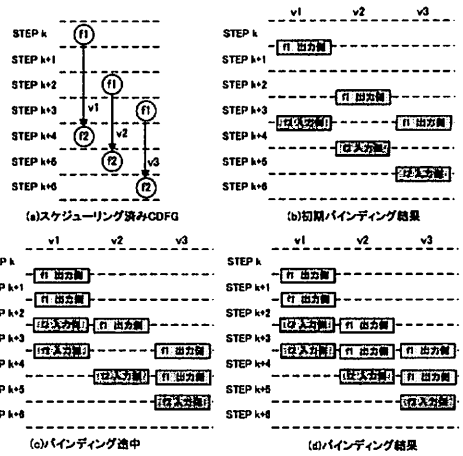 v1 v2 v3
STEP k
f1
f1 出力側
STEP k+1
STEP k+2
f1
f1 出力側
STEP k+3
v1
f1
f2 入力側
f1 出力側
STEP k+4
f2
v2
f2 入力側
STEP k+5
f2
v3
f2 入力側
STEP k+6
f2
(a)スケジューリング済みCDFG
(b)初期バインディング結果
v1 v2 v3
STEP k
f1 出力側
P k+1
f1 出力側
P k+2
f2 入力側 f1 出力側
P k+3
f2 入力側 f1 出力側
P k+4
f2 入力側 f1 出力側
P k+5
f2 入力側
P k+6
(c)バインディング途中
v1 v2 v3
STEP k
f1 出力側
STEP k+1
f1 出力側
STEP k+2
f2 入力側 f1 出力側
STEP k+3
f2 入力側 f1 出力側 f1 出力側
STEP k+4
f2 入力側 f1 出力側
STEP k+5
f2 入力側
STEP k+6
(d)バインディング結果